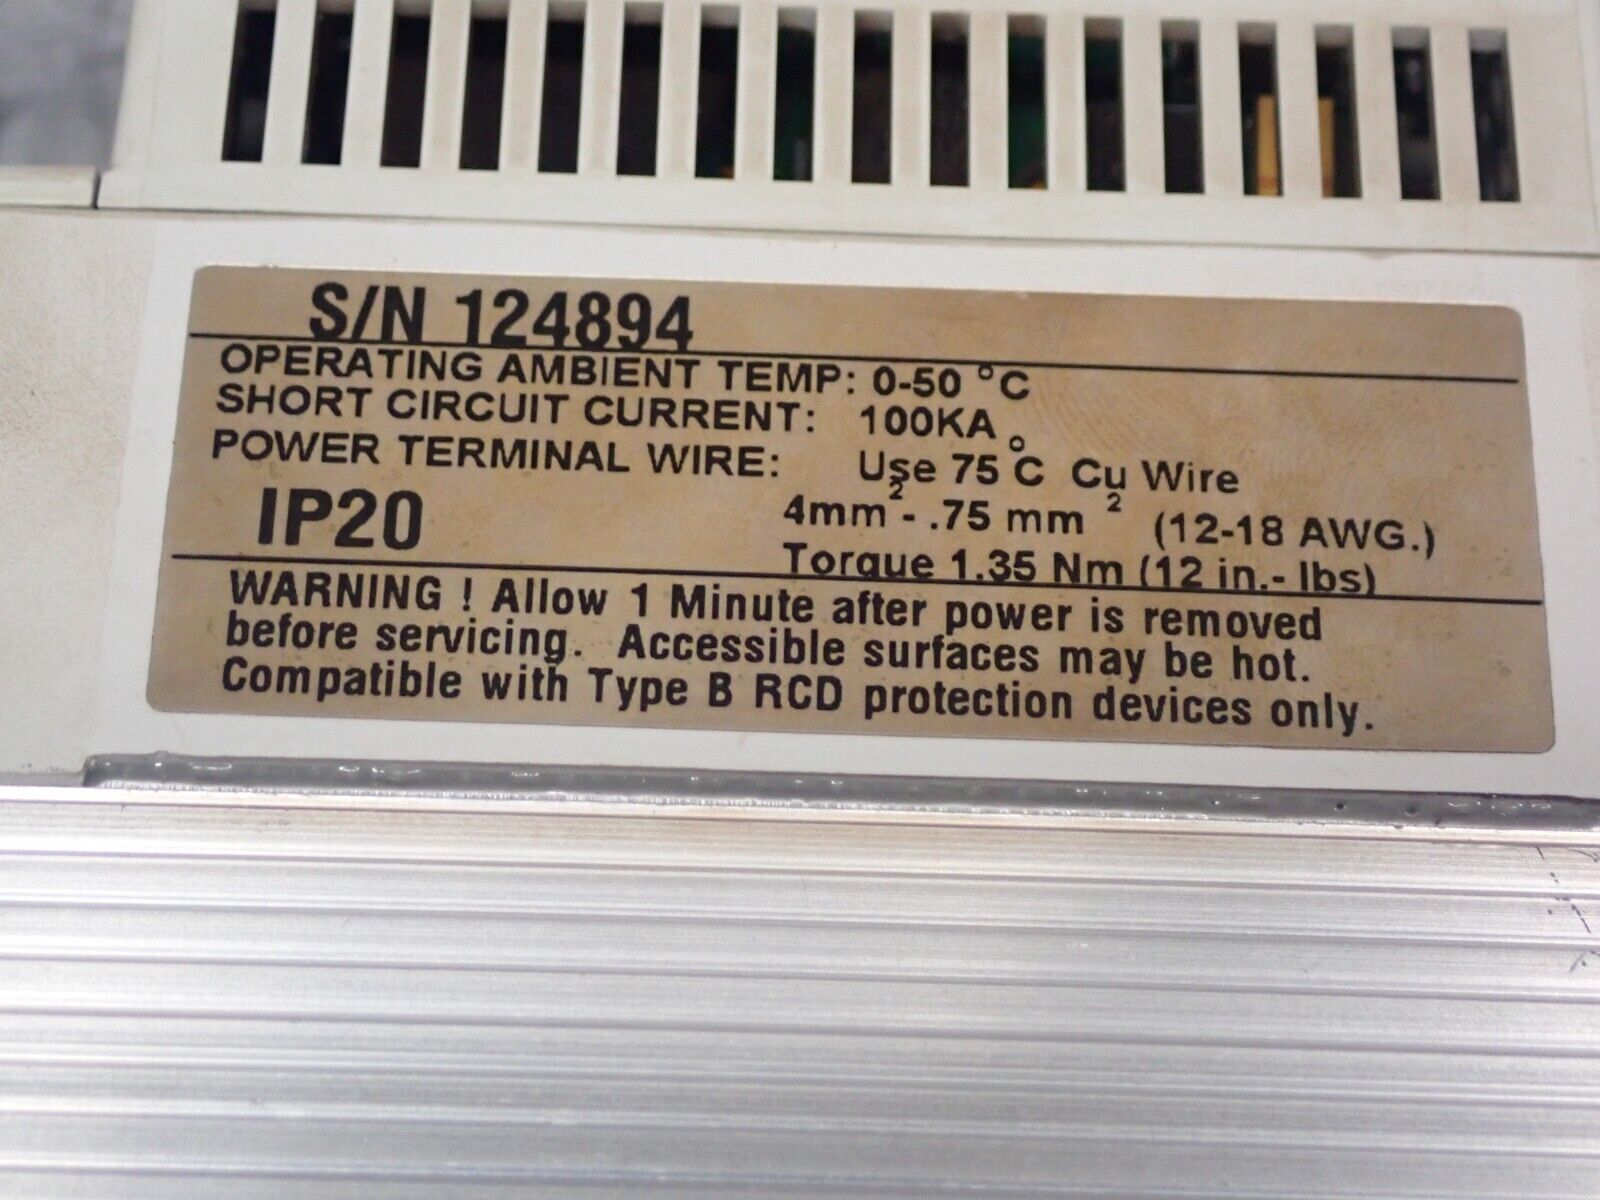 S/N 124894
OPERATING AMBIENT TEMP: 0-50 °C
SHORT CIRCUIT CURRENT: 100KA
POWER TERMINAL WIRE: Use 75°C Cu Wire
4mm² - .75 mm² (12-18 AWG.)
IP20
Torque 1.35 Nm (12 in.- lbs)
WARNING ! Allow 1 Minute after power is removed
before servicing. Accessible surfaces may be hot.
Compatible with Type B RCD protection devices only.